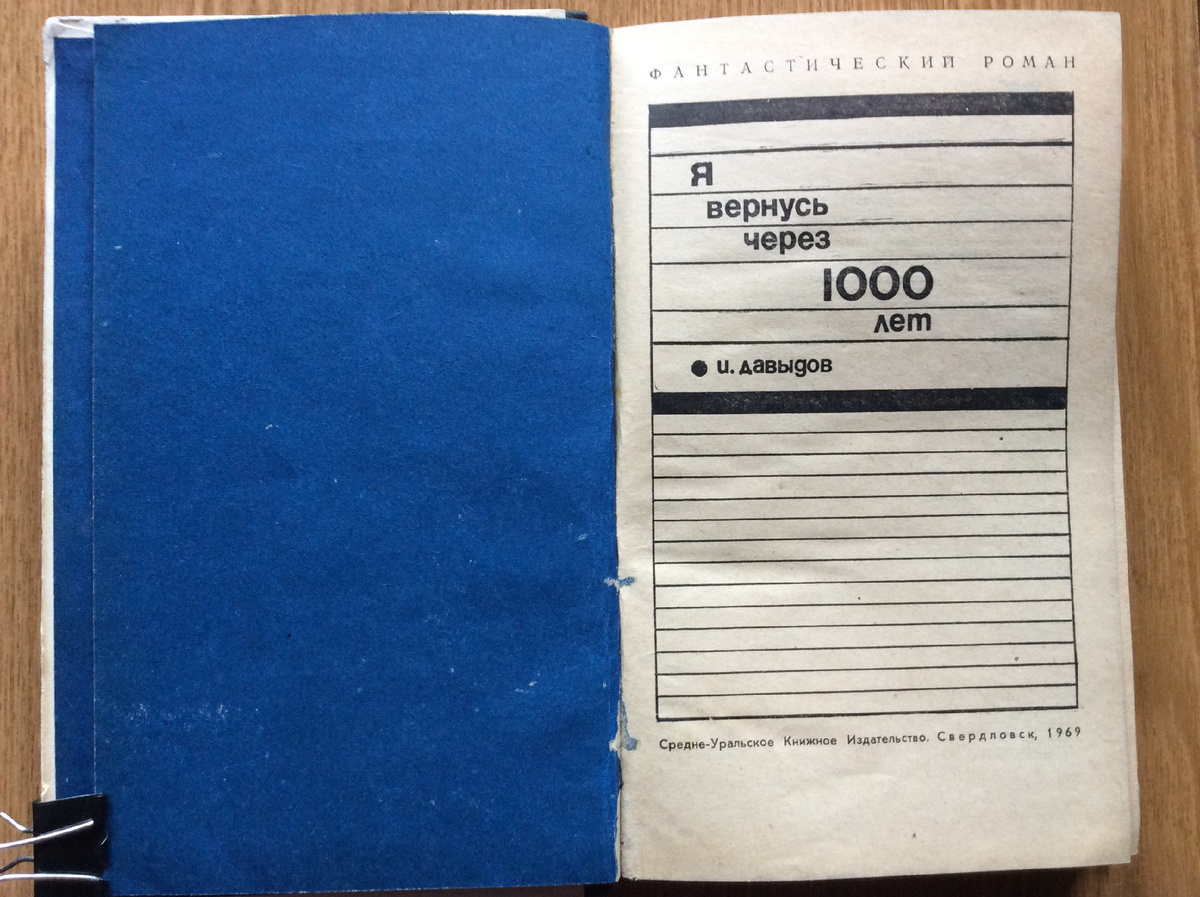 ФАНТАСТИЧЕСКИЙ РОМАН
Я
вернусь
через
1000
лет
● и. давыдов
Средне-Уральское Книжное Издательство. Свердловск, 1969